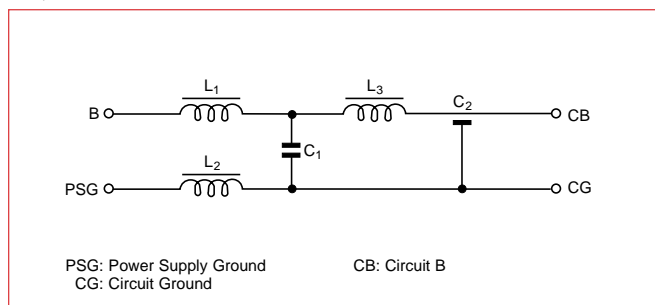 L1
L3
C2
B
CB
C1
L2
PSG
CG
PSG: Power Supply Ground
CB: Circuit B
CG: Circuit Ground